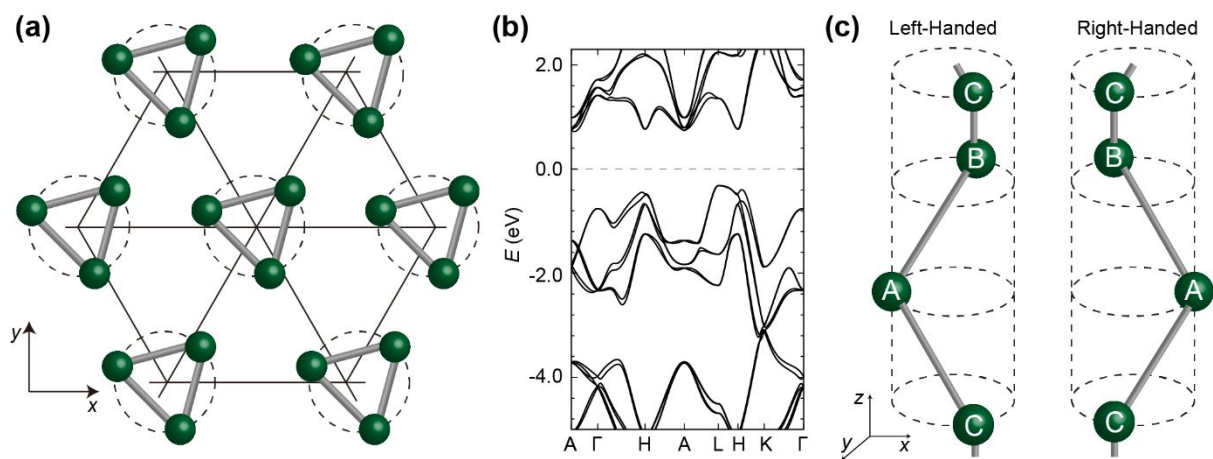 (a)
y
x
(b)
2.0
0.0
-2.0
-4.0
E (eV)
A Γ H A L H K Γ
(c)
Left-Handed
Right-Handed
C
C
B
B
A
A
C
C
z
y
x